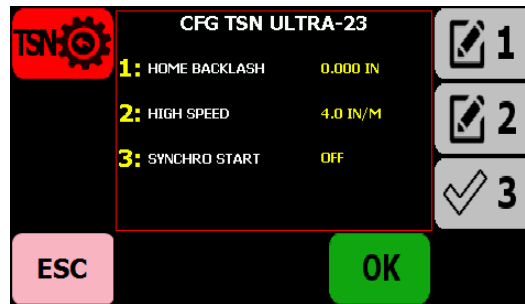 TSN
CFG TSN ULTRA-23
1: HOME BACKLASH 0.000 IN
2: HIGH SPEED 4.0 IN/M
3: SYNCHRO START OFF
1
2
3
ESC
OK